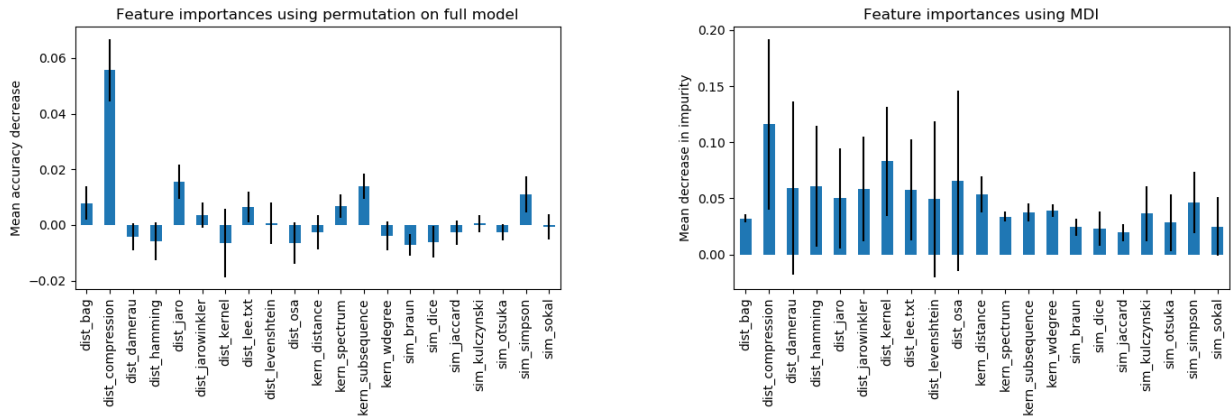 Feature importances using permutation on full model
Mean accuracy decrease
0.06
0.04
0.02
0.00
−0.02
dist_bag
dist_compression
dist_damerau
dist_hamming
dist_jaro
dist_jarowinkler
dist_kernel
dist_lee.txt
dist_levenshtein
dist_osa
kern_distance
kern_spectrum
kern_subsequence
kern_wdegree
sim_braun
sim_dice
sim_jaccard
sim_kulczynski
sim_otsuka
sim_simpson
sim_sokal
Feature importances using MDI
Mean decrease in impurity
0.20
0.15
0.10
0.05
0.00
dist_bag
dist_compression
dist_damerau
dist_hamming
dist_jaro
dist_jarowinkler
dist_kernel
dist_lee.txt
dist_levenshtein
dist_osa
kern_distance
kern_spectrum
kern_subsequence
kern_wdegree
sim_braun
sim_dice
sim_jaccard
sim_kulczynski
sim_otsuka
sim_simpson
sim_sokal